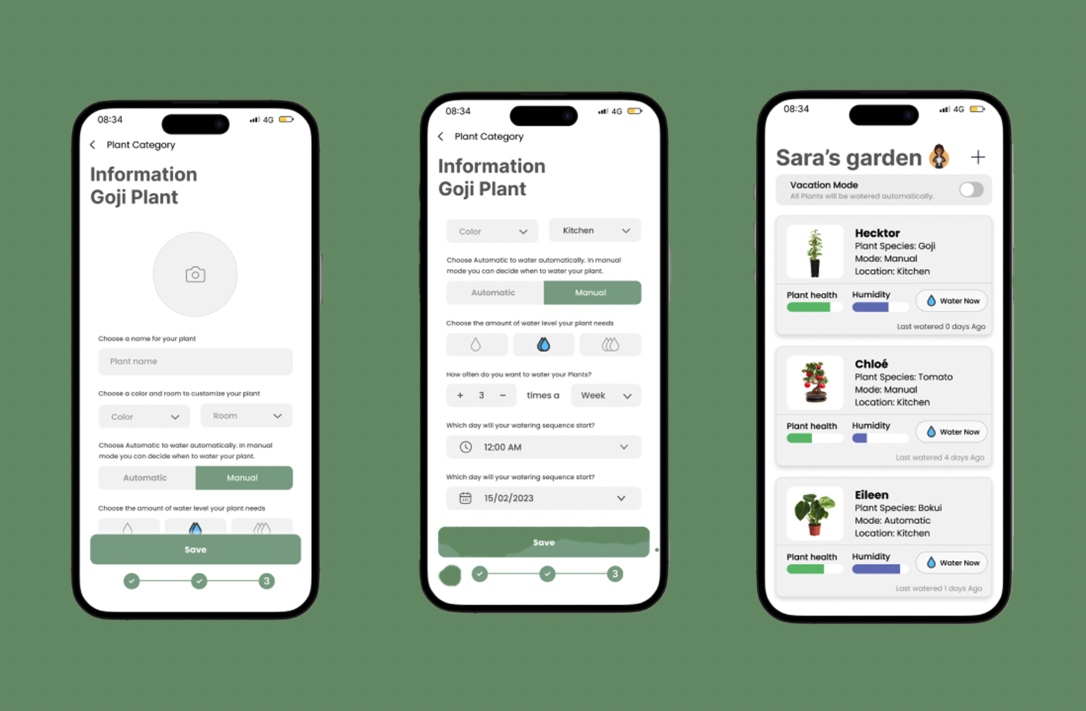 08:34
4G
Plant Category
Information
Goji Plant
Choose a name for your plant
Plant name
Choose a color and room to customize your plant
Color
Room
Choose Automatic to water automatically. In manual
mode you can decide when to water your plant.
Automatic
Manual
Choose the amount of water level your plant needs
Save
3
08:34
4G
Plant Category
Information
Goji Plant
Color
Kitchen
Choose Automatic to water automatically. In manual
mode you can decide when to water your plant.
Automatic
Manual
Choose the amount of water level your plant needs
How often do you want to water your Plants?
+ 3 − times a Week
Which day will your watering sequence start?
12:00 AM
Which day will your watering sequence start?
15/02/2023
Save
3
08:34
4G
Sara's garden
+
Vacation Mode
All Plants will be watered automatically.
Hecktor
Plant Species: Goji
Mode: Manual
Location: Kitchen
Plant health
Humidity
Water Now
Last watered 0 days Ago
Chloé
Plant Species: Tomato
Mode: Manual
Location: Kitchen
Plant health
Humidity
Water Now
Last watered 4 days Ago
Eileen
Plant Species: Bokui
Mode: Automatic
Location: Kitchen
Plant health
Humidity
Water Now
Last watered 1 days Ago